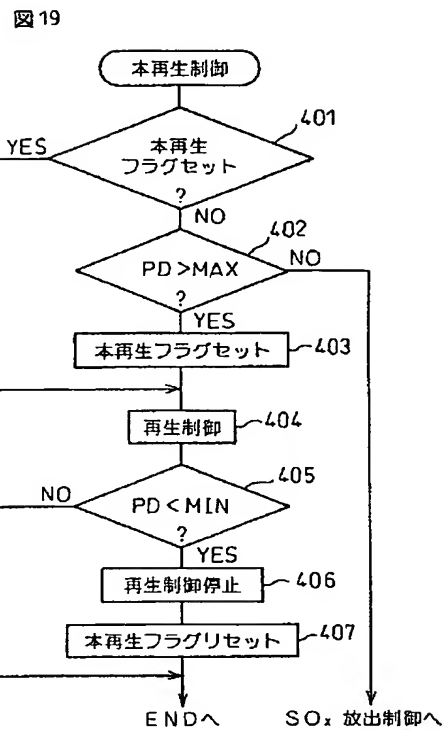 図19
本再生制御
401
YES
本再生
フラグセット
?
NO
402
PD>MAX
NO
?
YES
本再生フラグセット
403
再生制御
404
405
NO
PD<MIN
?
YES
再生制御停止
406
本再生フラグリセット
407
ENDへ
SOx 放出制御へ